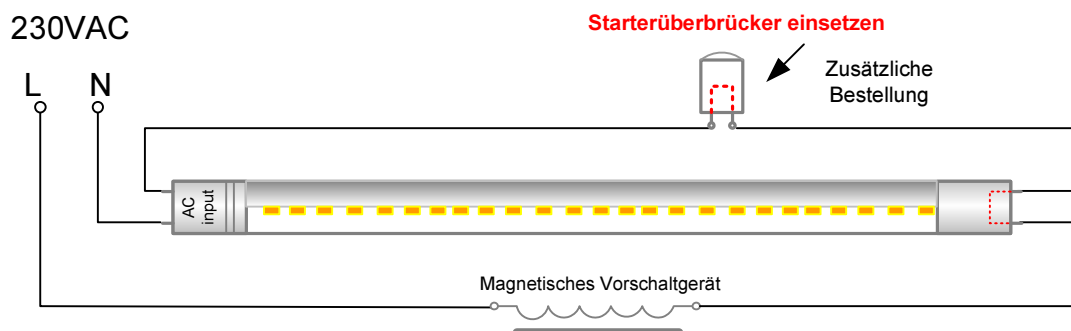 230VAC
Starterüberbrücker einsetzen
Zusätzliche
Bestellung
L N
AC
input
Magnetisches Vorschaltgerät